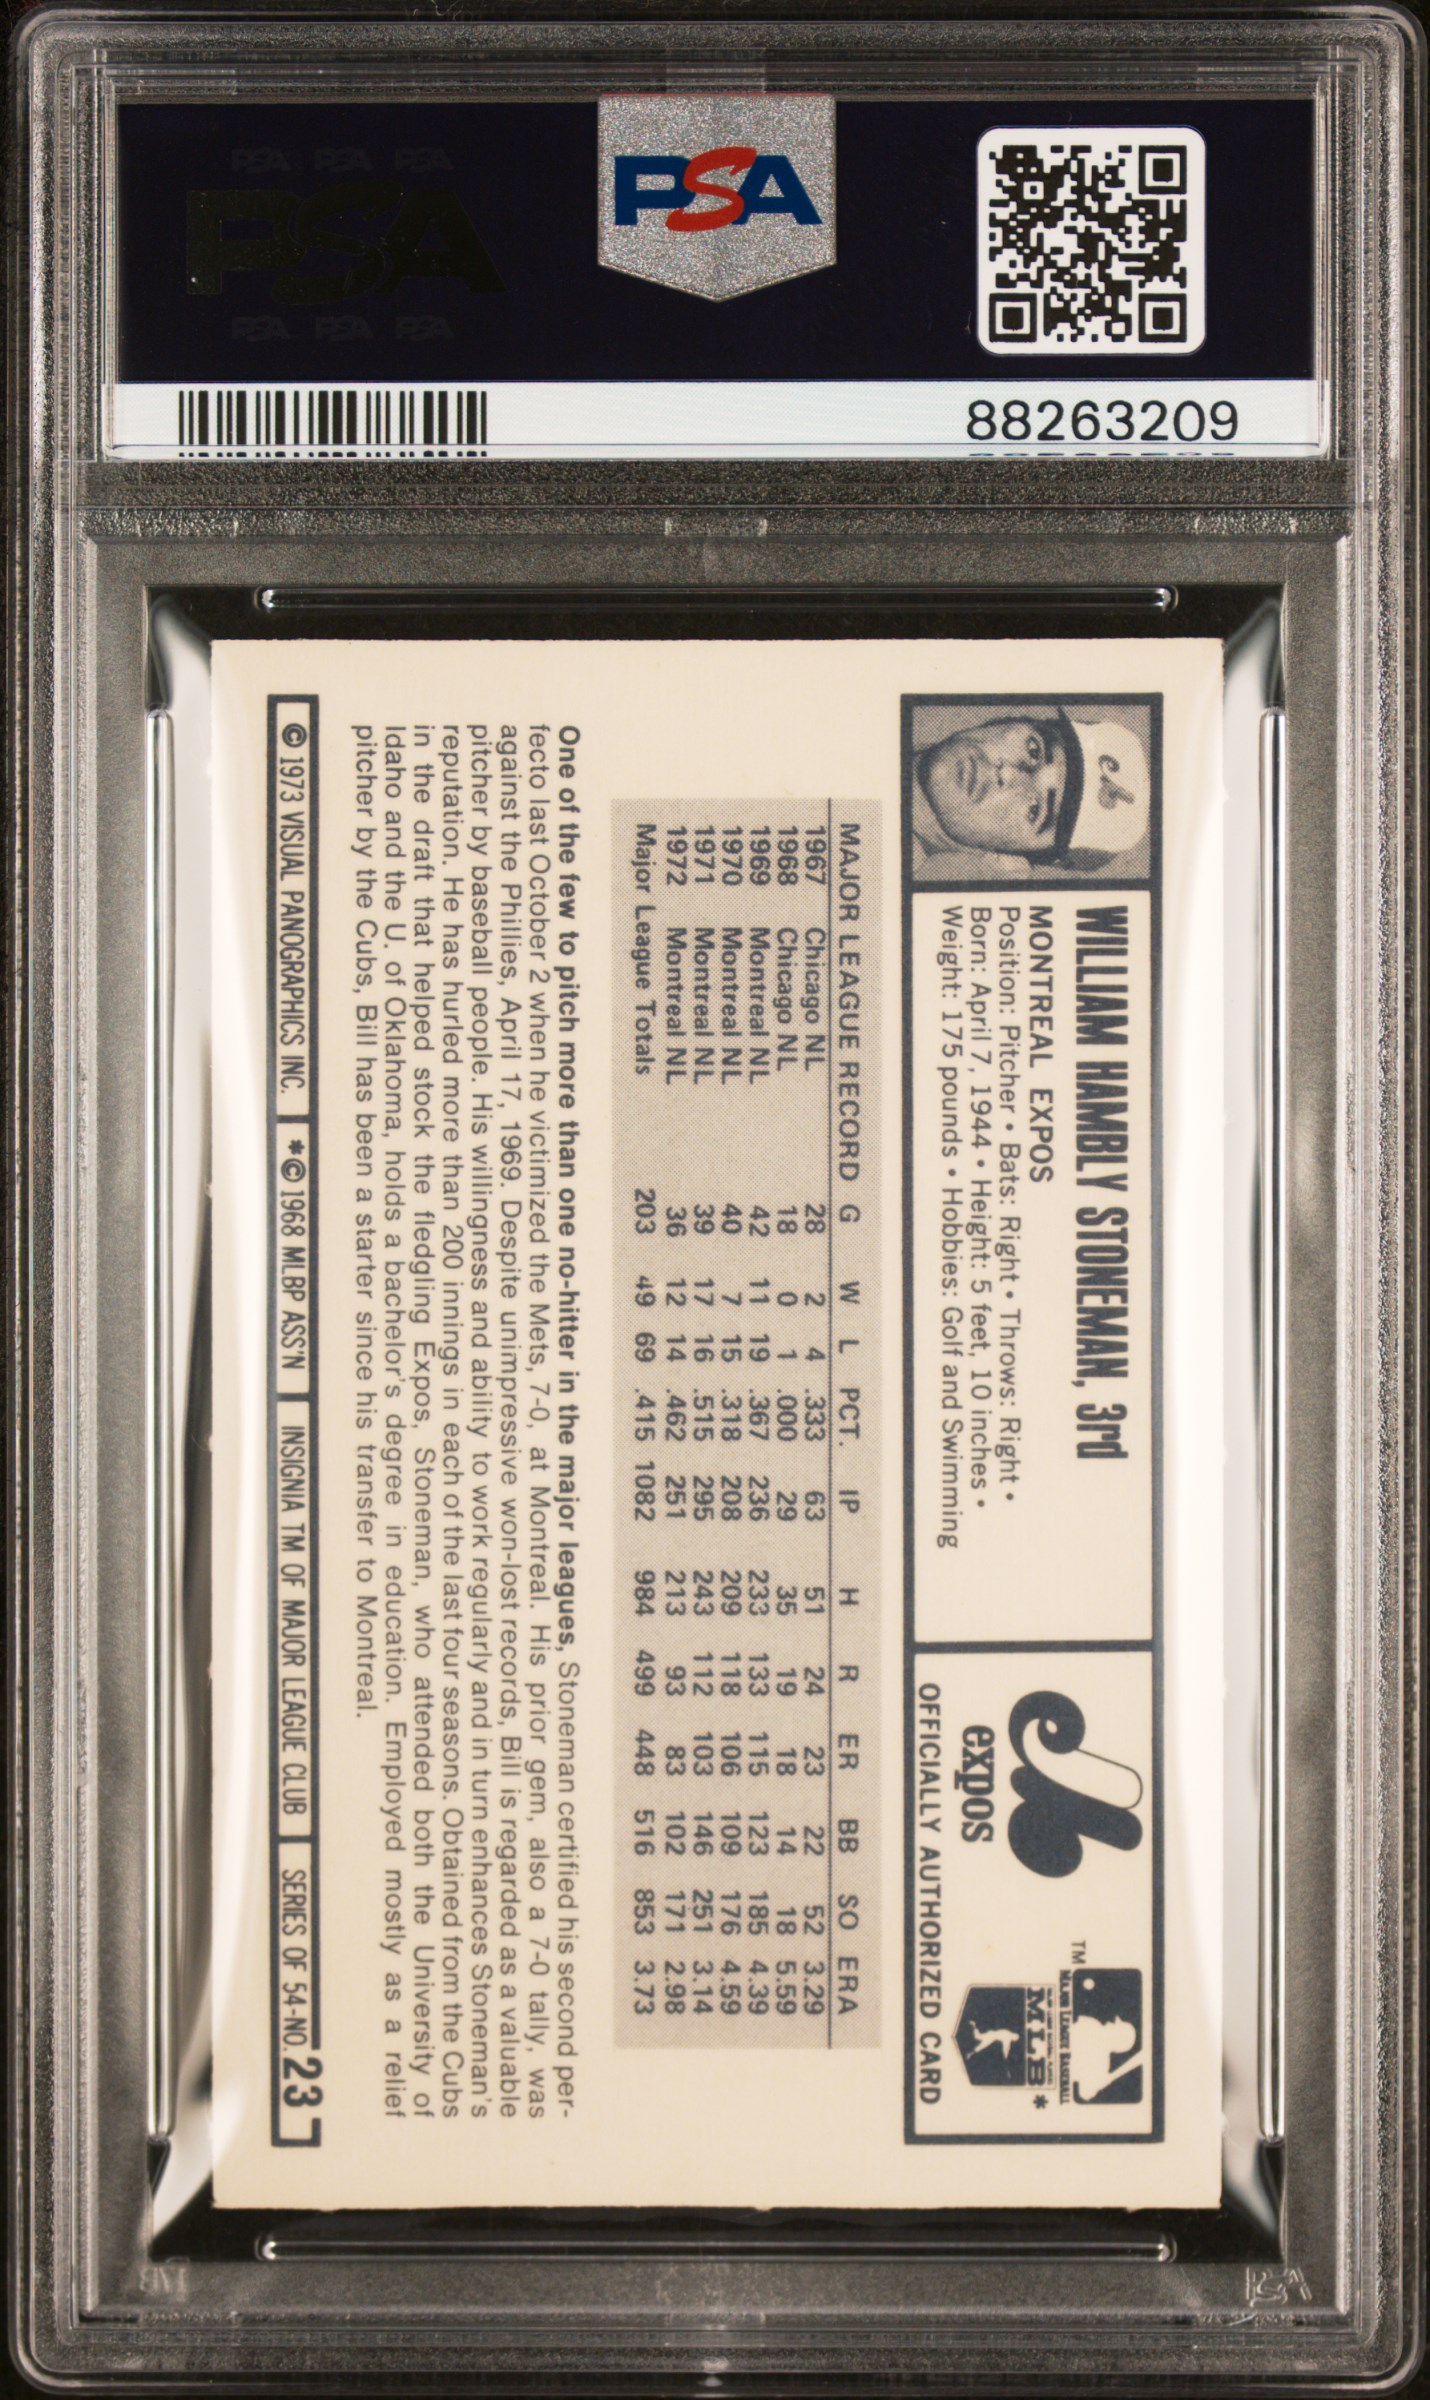 PSA PSA PSA
PSA
PSA PSA PSA
PSA
88263209
eb
WILLIAM HAMBLY STONEMAN, 3rd
MONTREAL EXPOS
Position: Pitcher • Bats: Right • Throws: Right •
Born: April 7, 1944 • Height: 5 feet, 10 inches •
Weight: 175 pounds • Hobbies: Golf and Swimming
expos
OFFICIALLY AUTHORIZED CARD
TM
MAJOR LEAGUE BASEBALL
MLB*
MAJOR LEAGUE RECORD G W L PCT. IP H R ER BB SO ERA
1967 Chicago NL 28 2 4 .333 63 51 24 23 22 52 3.29
1968 Chicago NL 18 0 1 .000 29 35 19 18 14 18 5.59
1969 Montreal NL 42 11 19 .367 236 233 133 115 123 185 4.39
1970 Montreal NL 40 7 15 .318 208 209 118 106 109 176 4.59
1971 Montreal NL 39 17 16 .515 295 243 112 103 146 251 3.14
1972 Montreal NL 36 12 14 .462 251 213 93 83 102 171 2.98
Major League Totals 203 49 69 .415 1082 984 499 448 516 853 3.73
One of the few to pitch more than one no-hitter in the major leagues, Stoneman certified his second per-
fecto last October 2 when he victimized the Mets, 7-0, at Montreal. His prior gem, also a 7-0 tally, was
against the Phillies, April 17, 1969. Despite unimpressive won-lost records, Bill is regarded as a valuable
pitcher by baseball people. His willingness and ability to work regularly and in turn enhances Stoneman's
reputation. He has hurled more than 200 innings in each of the last four seasons. Obtained from the Cubs
in the draft that helped stock the fledgling Expos, Stoneman, who attended both the University of
Idaho and the U. of Oklahoma, holds a bachelor's degree in education. Employed mostly as a relief
pitcher by the Cubs, Bill has been a starter since his transfer to Montreal.
© 1973 VISUAL PANOGRAPHICS INC. | *© 1968 MLBP ASS'N | INSIGNIA TM OF MAJOR LEAGUE CLUB | SERIES OF 54-NO. 23
PSA